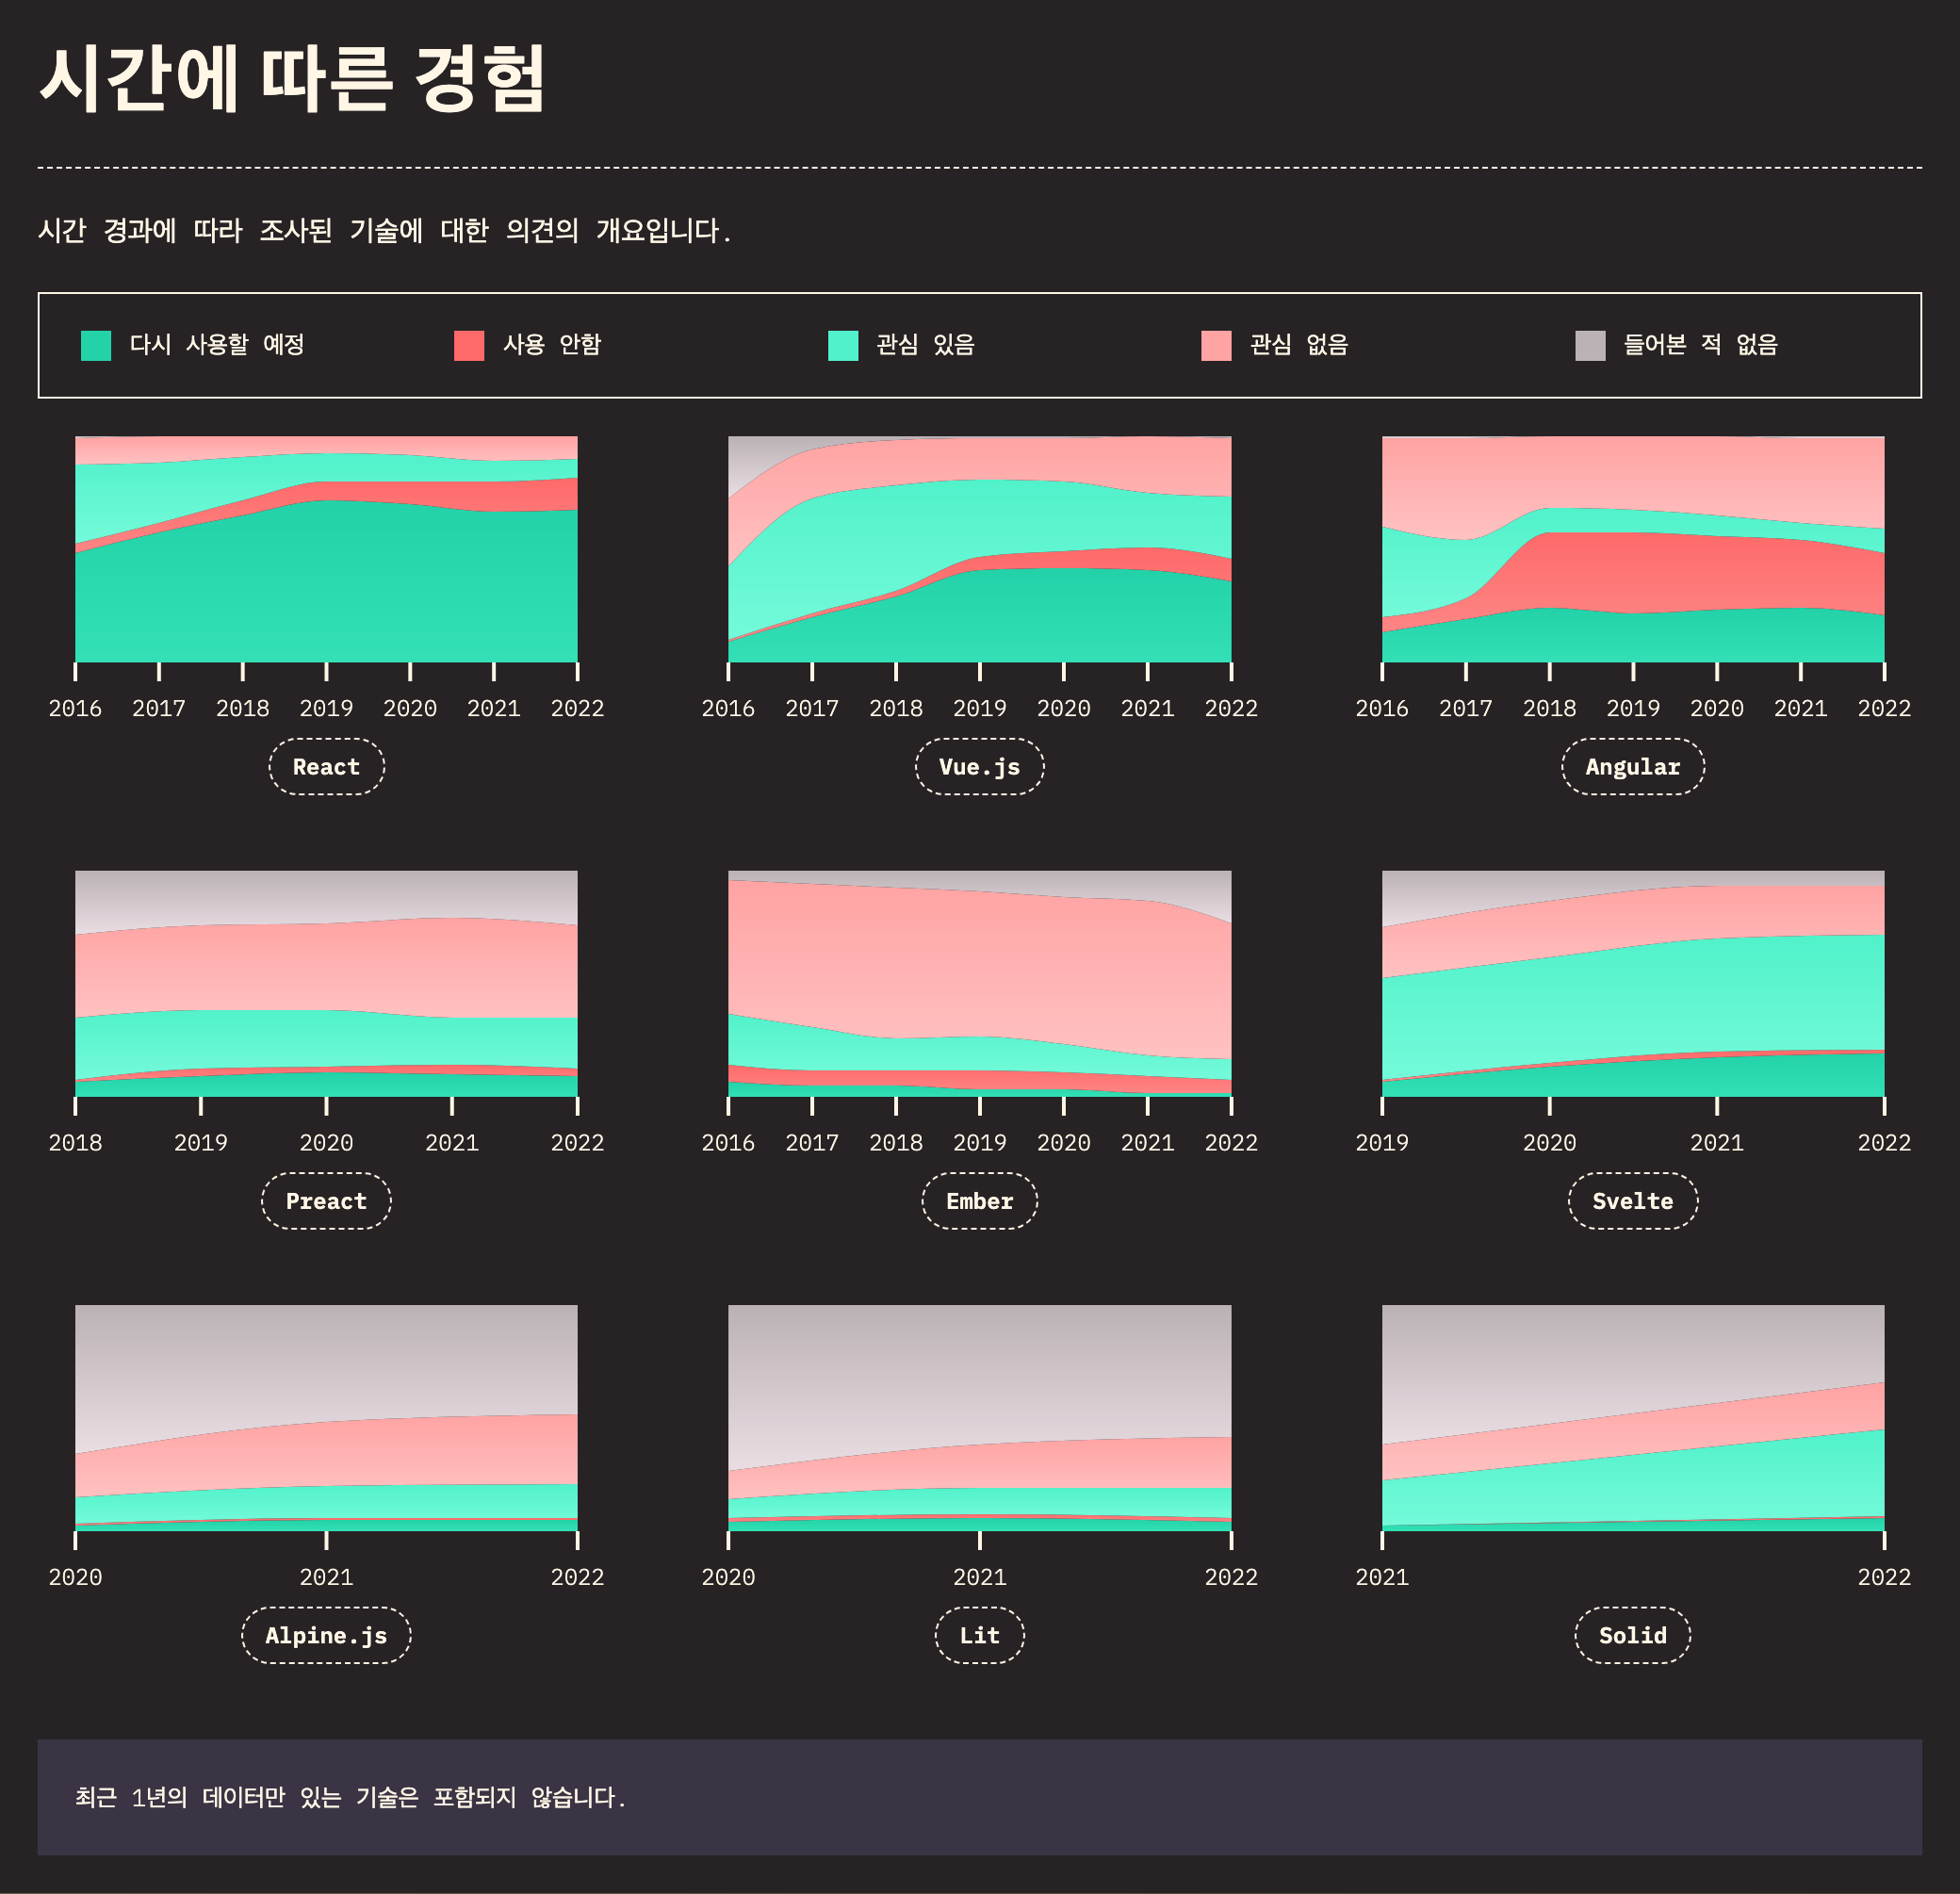 시간에 따른 경험
시간 경과에 따라 조사된 기술에 대한 의견의 개요입니다.
다시 사용할 예정 사용 안함 관심 있음 관심 없음 들어본 적 없음
2016 2017 2018 2019 2020 2021 2022
React
2016 2017 2018 2019 2020 2021 2022
Vue.js
2016 2017 2018 2019 2020 2021 2022
Angular
2018 2019 2020 2021 2022
Preact
2016 2017 2018 2019 2020 2021 2022
Ember
2019 2020 2021 2022
Svelte
2020 2021 2022
Alpine.js
2020 2021 2022
Lit
2021 2022
Solid
최근 1년의 데이터만 있는 기술은 포함되지 않습니다.